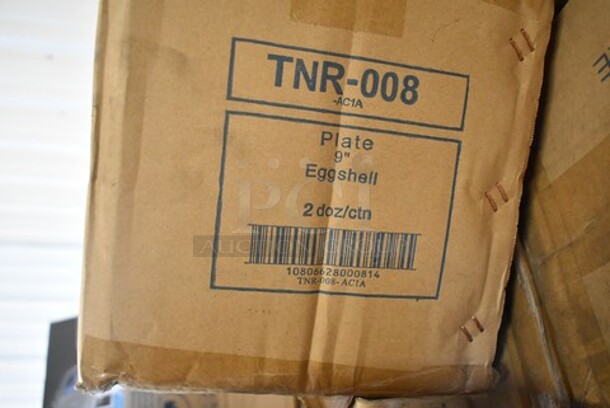 TNR-008
-AC1A
Plate
9"
Eggshell
2 doz/ctn
10806628000814
TNR-008-AC1A